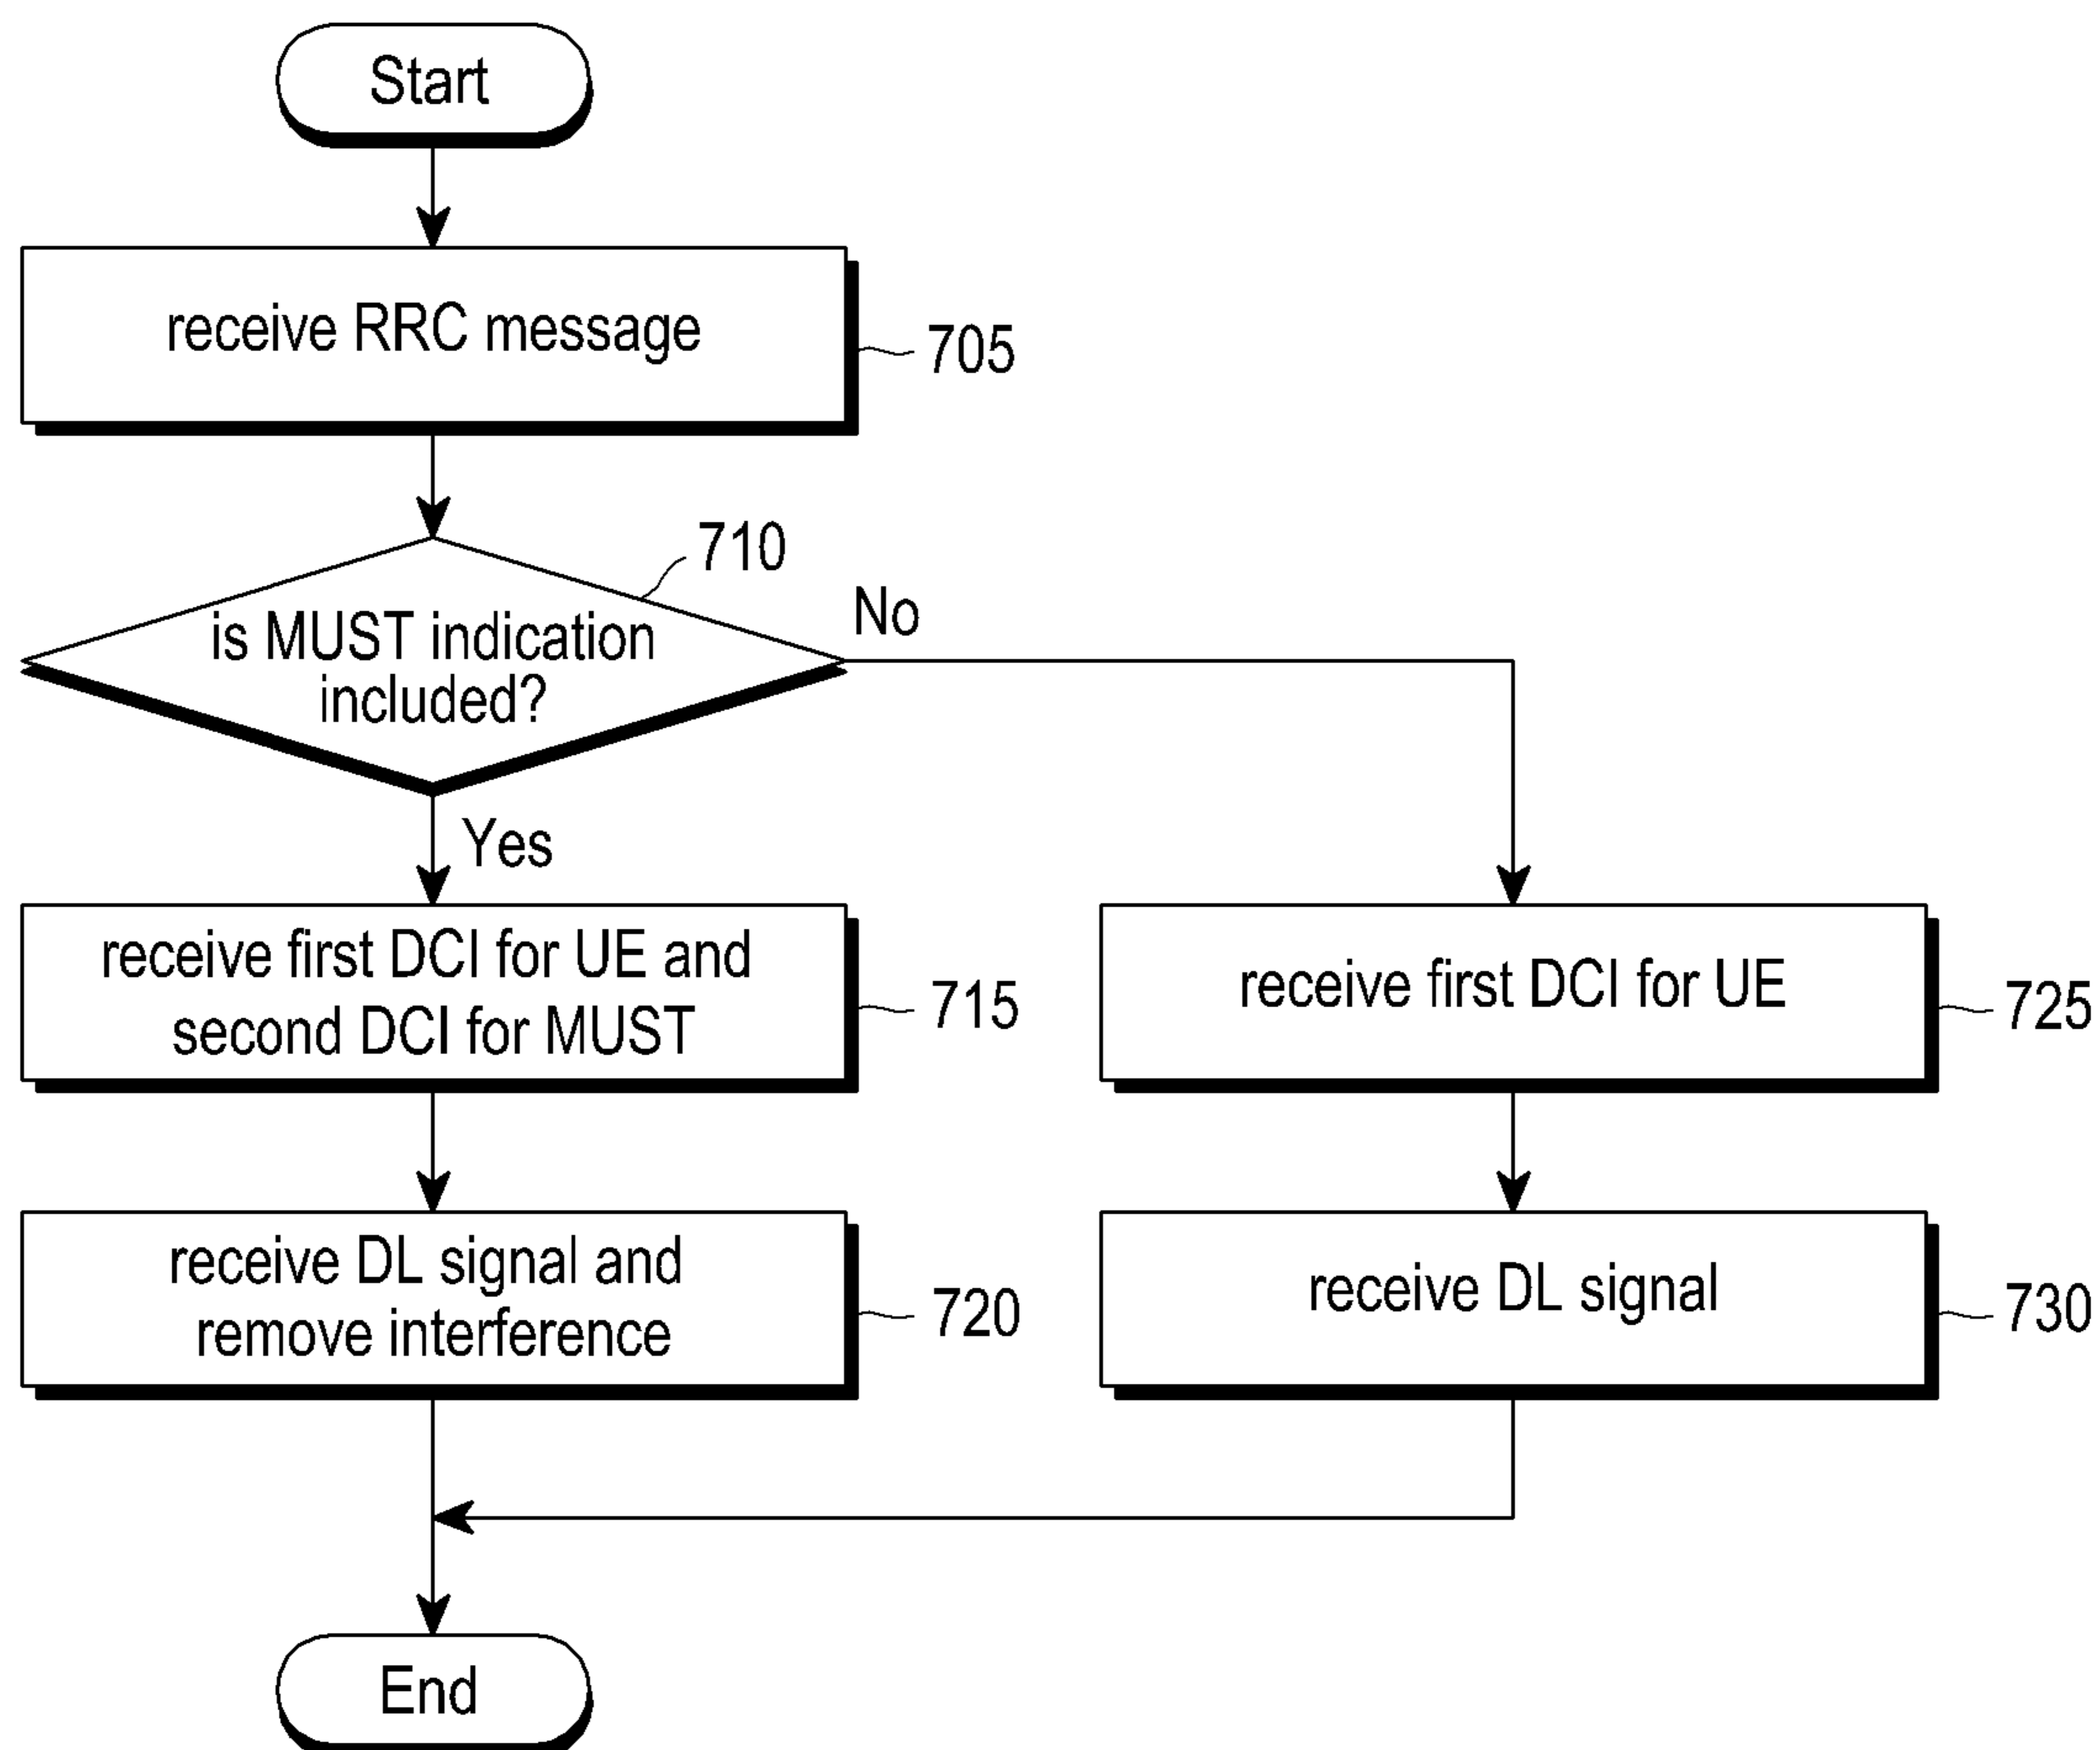 Start
receive RRC message
705
710
is MUST indication
included?
No
Yes
receive first DCI for UE and
second DCI for MUST
715
receive first DCI for UE
725
receive DL signal and
remove interference
720
receive DL signal
730
End